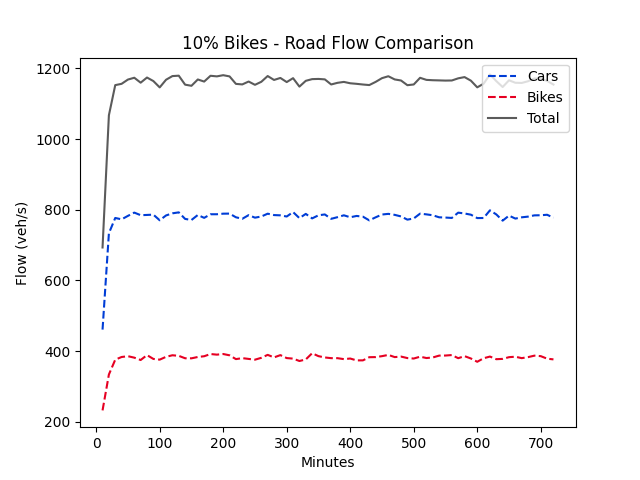 10% Bikes - Road Flow Comparison
Flow (veh/s)
1200
1000
800
600
400
200
Cars
Bikes
Total
0 100 200 300 400 500 600 700
Minutes